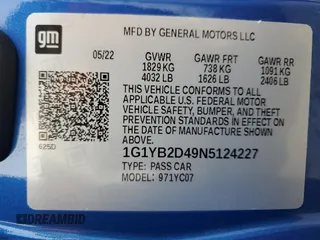 gm
MFD BY GENERAL MOTORS LLC
05/22 GVWR GAWR FRT GAWR RR
1829 KG 738 KG 1091 KG
4032 LB 1626 LB 2406 LB
THIS VEHICLE CONFORMS TO ALL
APPLICABLE U.S. FEDERAL MOTOR
VEHICLE SAFETY, BUMPER, AND THEFT
PREVENTION STANDARDS IN EFFECT
ON THE DATE OF MANUFACTURE
SHOWN ABOVE.
625D
1G1YB2D49N5124227
TYPE: PASS CAR
MODEL: 971YC07
DREAMBID